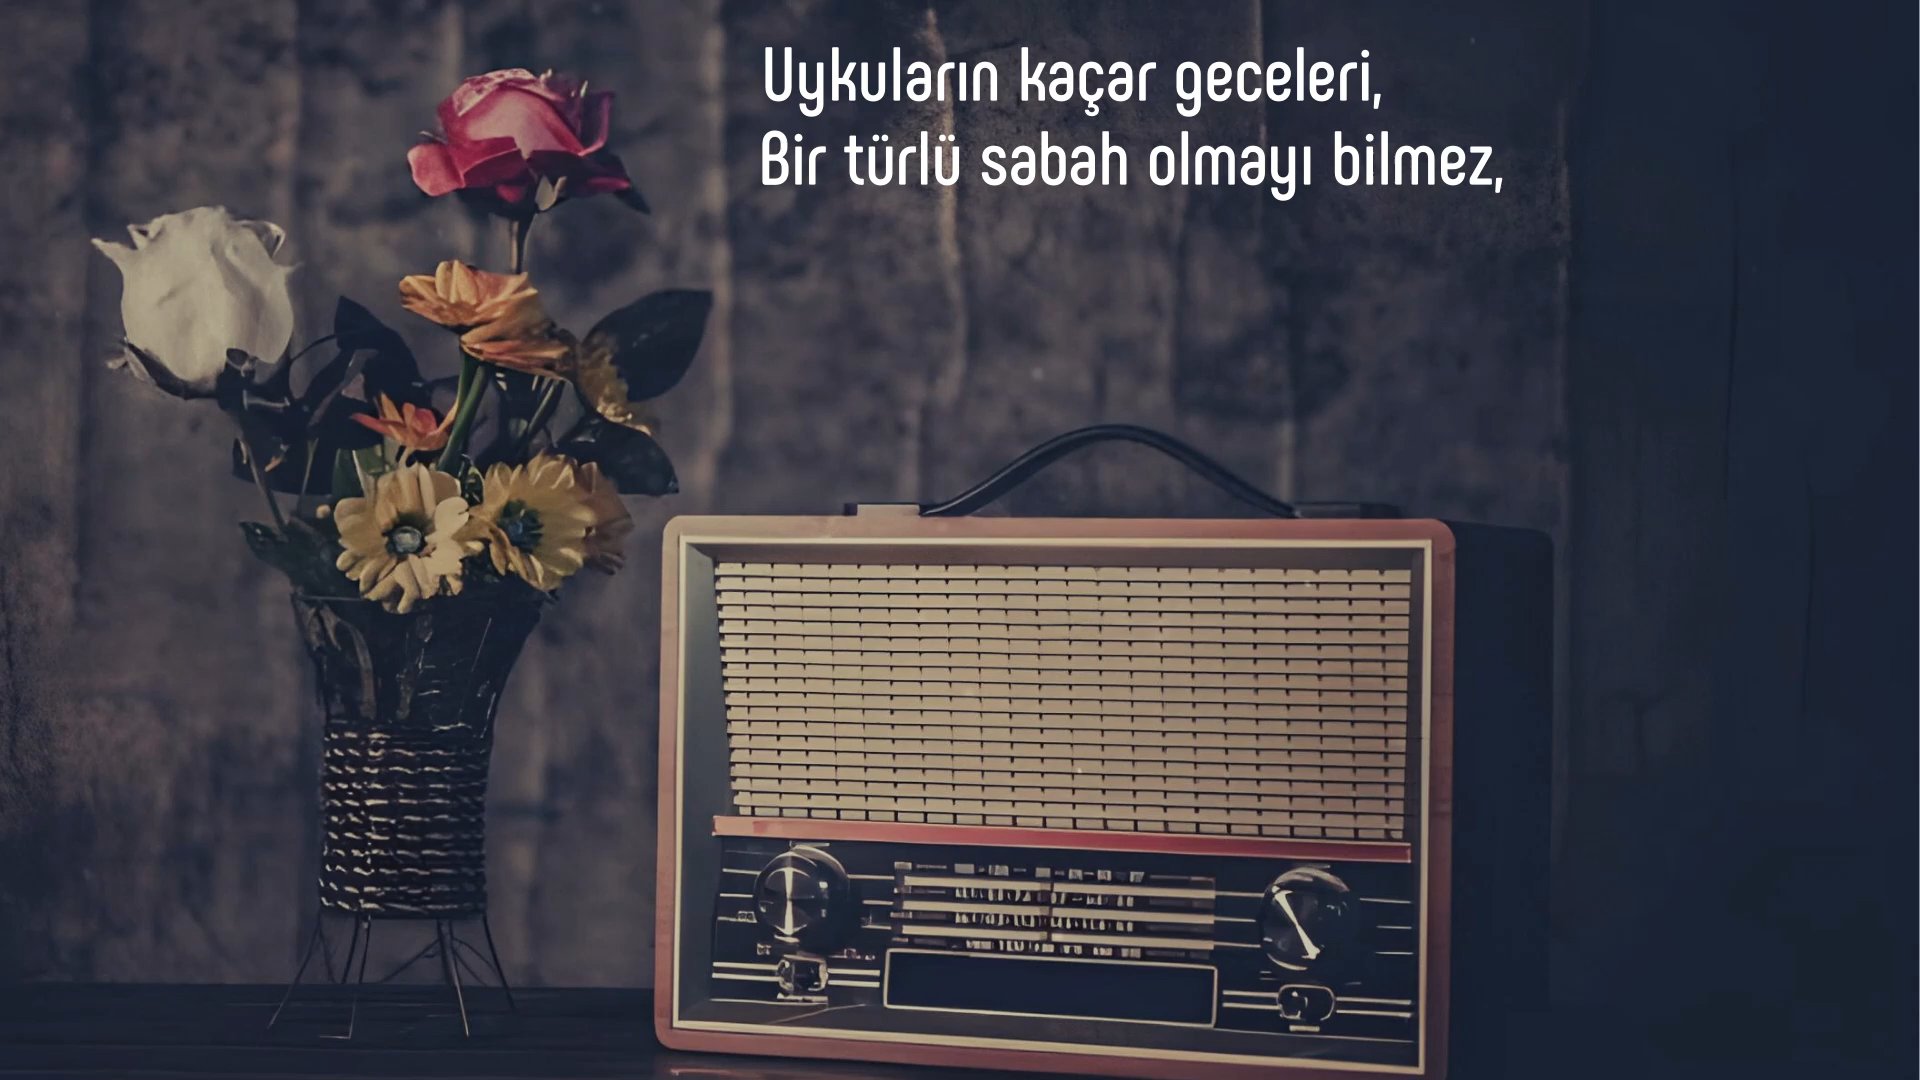 Uykuların kaçar geceleri,
Bir türlü sabah olmayı bilmez,